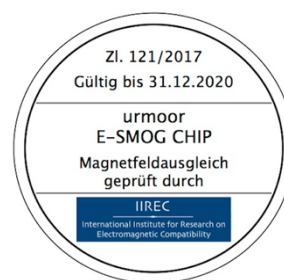 Zl. 121/2017
Gültig bis 31.12.2020
urmoor
E-SMOG CHIP
Magnetfeldausgleich
geprüft durch
IIREC
International Institute for Research on
Electromagnetic Compatibility